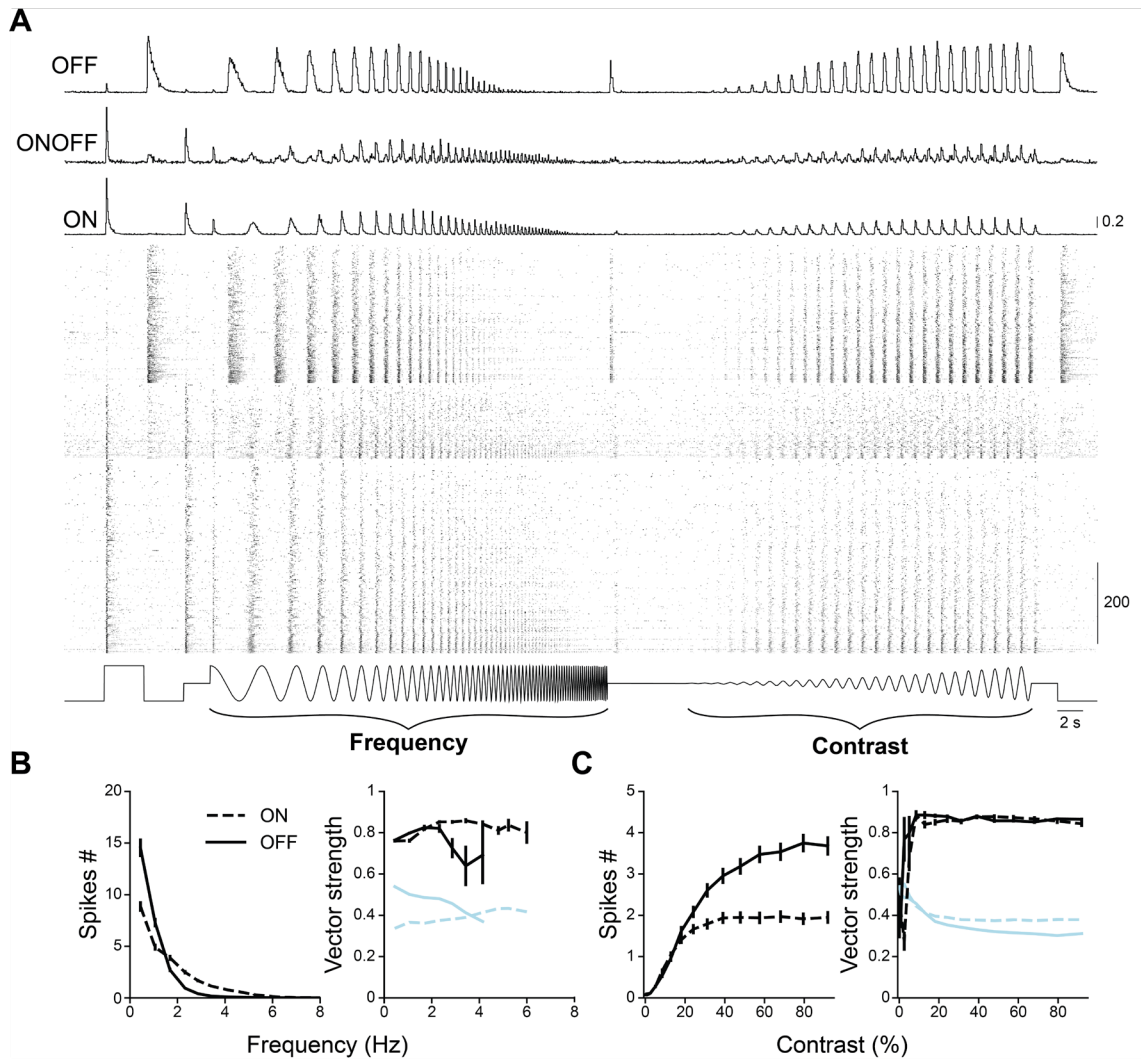 A
OFF
ONOFF
ON
0.2
200
2 s
Frequency
Contrast
B
C
20
15
10
5
0
Spikes #
ON
OFF
0 2 4 6 8
1
0.8
0.6
0.4
0.2
0
Vector strength
0 2 4 6 8
Frequency (Hz)
5
4
3
2
1
0
Spikes #
0 20 40 60 80
1
0.8
0.6
0.4
0.2
0
Vector strength
0 20 40 60 80
Contrast (%)